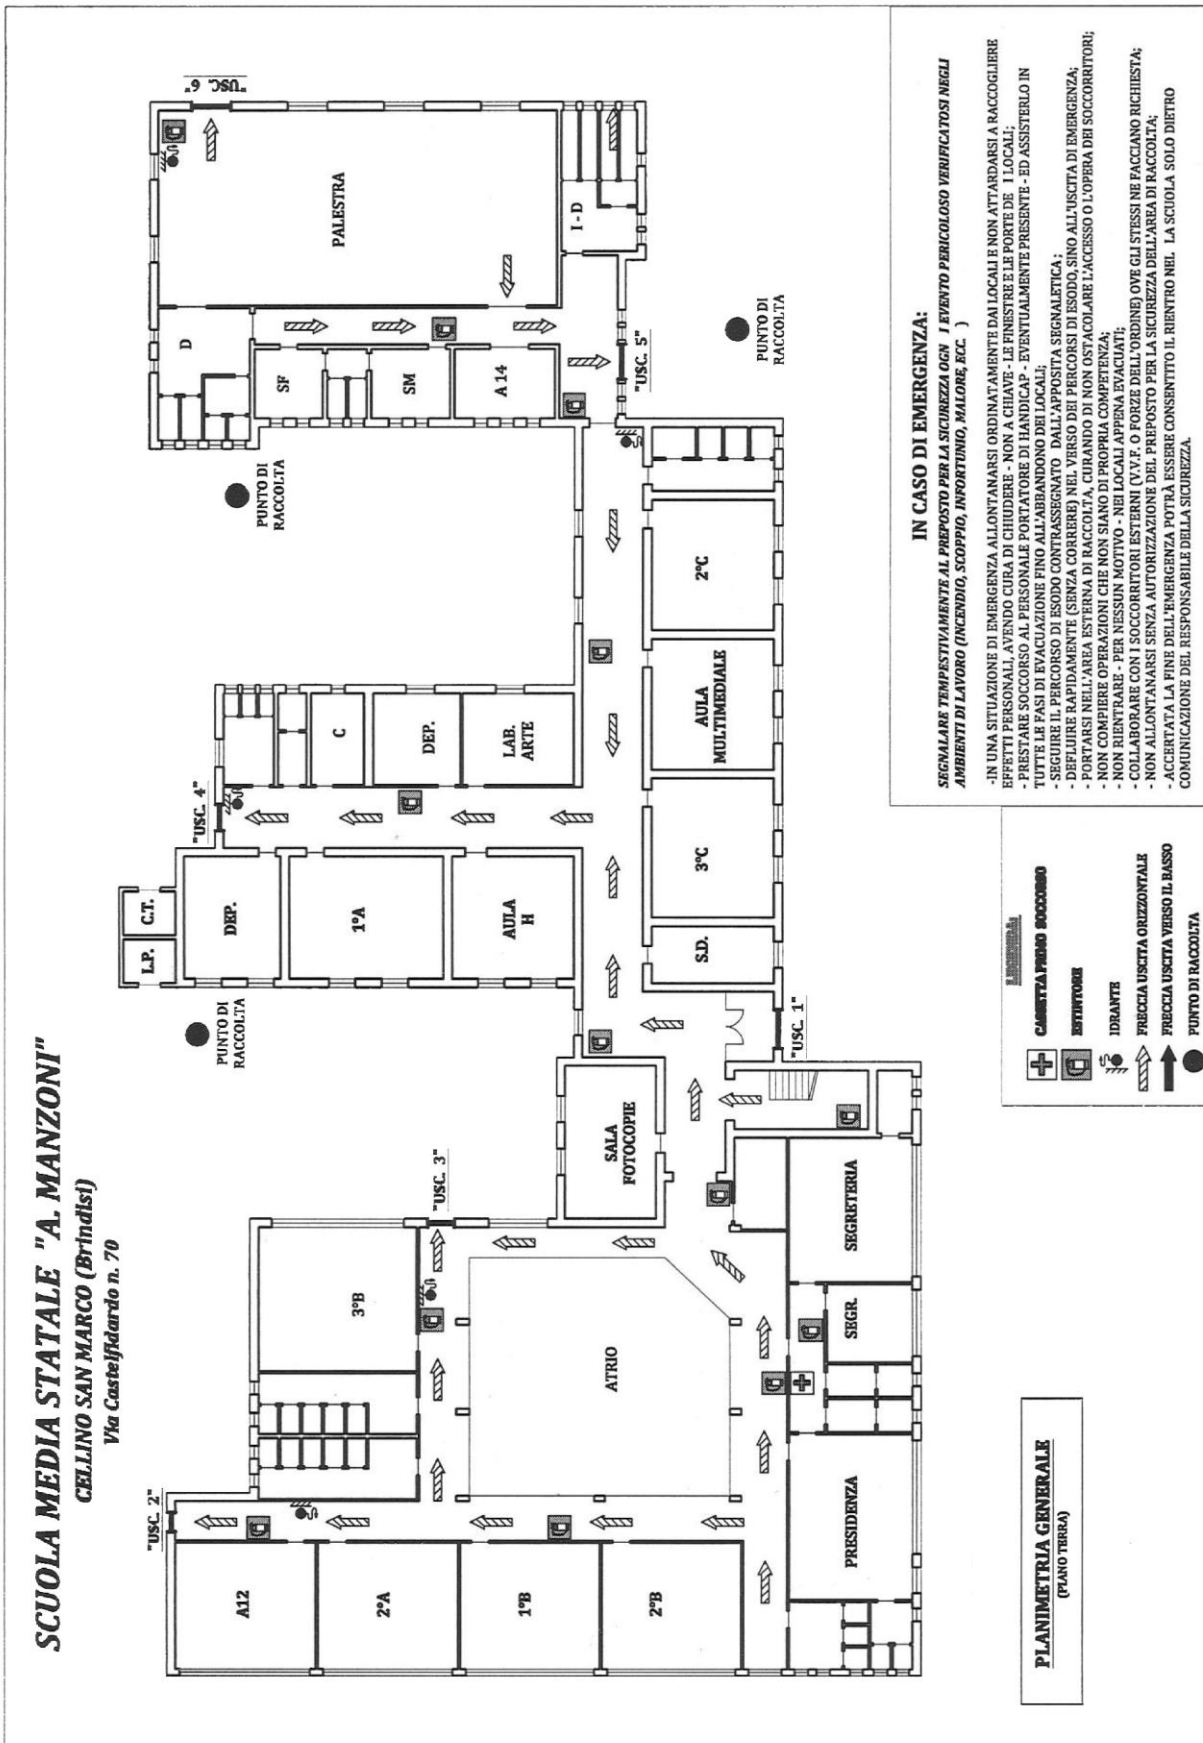 SCUOLA MEDIA STATALE "A. MANZONI"
CELLINO SAN MARCO (Brindisi)
Via Castelfidardo n. 70
"USC. 2"
A12
2°A
1°B
2°B
3°B
"USC. 3"
ATRIO
PRESIDENZA
SEGR.
SEGRETERIA
SALA
FOTOCOPIE
"USC. 1"
PUNTO DI
RACCOLTA
L.P.
C.T.
DEP.
1°A
AULA
H
"USC. 4"
C
DEP.
LAB.
ARTE
S.D.
3°C
AULA
MULTIMEDIALE
2°C
PUNTO DI
RACCOLTA
D
SF
SM
A 14
PALESTRA
"USC. 6"
I - D
"USC. 5"
PUNTO DI
RACCOLTA
PLANIMETRIA GENERALE
(PIANO TERRA)
CASSETTA PRIMO SOCCORSO
ESTINTORE
IDRANTE
FRECCIA USCITA ORIZZONTALE
FRECCIA USCITA VERSO IL BASSO
PUNTO DI RACCOLTA
IN CASO DI EMERGENZA:
SEGNALARE TEMPESTIVAMENTE AL PREPOSTO PER LA SICUREZZA OGNI EVENTO PERICOLOSO VERIFICATOSI NEGLI
AMBIENTI DI LAVORO (INCENDIO, SCOPPIO, INFORTUNIO, MALORE, ECC. )
-IN UNA SITUAZIONE DI EMERGENZA ALLONTANARSI ORDINATAMENTE DAI LOCALI E NON ATTARDARSI A RACCOGLIERE
EFFETTI PERSONALI, AVENDO CURA DI CHIUDERE - NON A CHIAVE - LE FINESTRE E LE PORTE DE I LOCALI;
- PRESTARE SOCCORSO AL PERSONALE PORTATORE DI HANDICAP - EVENTUALMENTE PRESENTE - ED ASSISTERLO IN
TUTTE LE FASI DI EVACUAZIONE FINO ALL'ABBANDONO DEI LOCALI;
- SEGUIRE IL PERCORSO DI ESODO CONTRASSEGNATO DALL'APPOSITA SEGNALETICA;
- DEFLUIRE RAPIDAMENTE (SENZA CORRERE) NEL VERSO DEI PERCORSI DI ESODO, SINO ALL'USCITA DI EMERGENZA;
- PORTARSI NELL'AREA ESTERNA DI RACCOLTA, CURANDO DI NON OSTACOLARE L'ACCESSO O L'OPERA DEI SOCCORRITORI;
- NON COMPIERE OPERAZIONI CHE NON SIANO DI PROPRIA COMPETENZA;
- NON RIENTRARE - PER NESSUN MOTIVO - NEI LOCALI APPENA EVACUATI;
- COLLABORARE CON I SOCCORRITORI ESTERNI (V.V.F. O FORZE DELL'ORDINE) OVE GLI STESSI NE FACCIANO RICHIESTA;
- NON ALLONTANARSI SENZA AUTORIZZAZIONE DEL PREPOSTO PER LA SICUREZZA DELL'AREA DI RACCOLTA;
- ACCERTATA LA FINE DELL'EMERGENZA POTRÀ ESSERE CONSENTITO IL RIENTRO NEL LA SCUOLA SOLO DIETRO
COMUNICAZIONE DEL RESPONSABILE DELLA SICUREZZA.